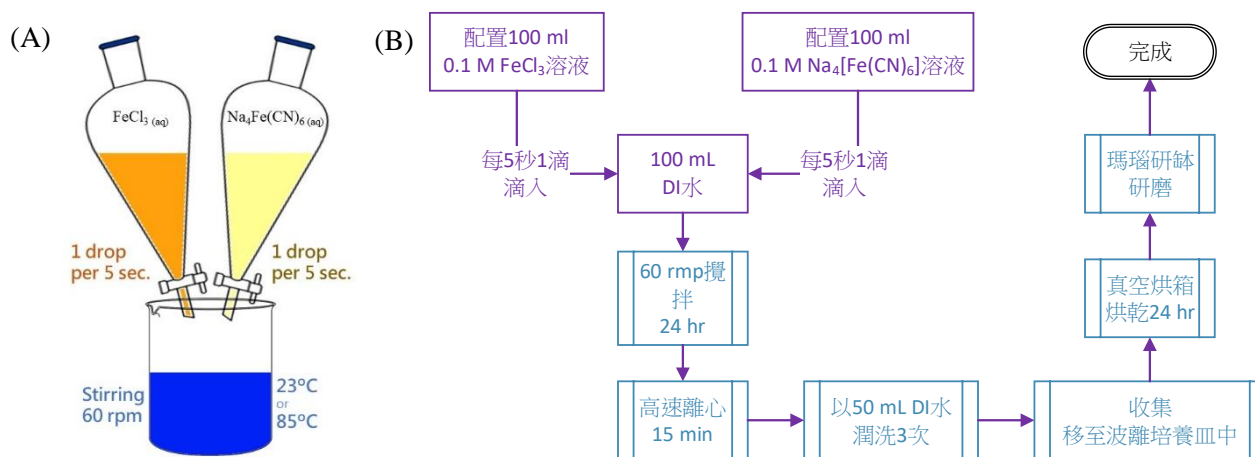 (A)
FeCl₃ (aq)
Na₄Fe(CN)₆ (aq)
1 drop
per 5 sec.
1 drop
per 5 sec.
Stirring
60 rpm
23°C
or
85°C
(B)
配置100 ml
0.1 M FeCl₃溶液
配置100 ml
0.1 M Na₄[Fe(CN)₆]溶液
每5秒1滴
滴入
100 mL
DI水
每5秒1滴
滴入
60 rmp攪
拌
24 hr
高速離心
15 min
以50 mL DI水
潤洗3次
收集
移至波離培養皿中
真空烘箱
烘乾24 hr
瑪瑙研缽
研磨
完成